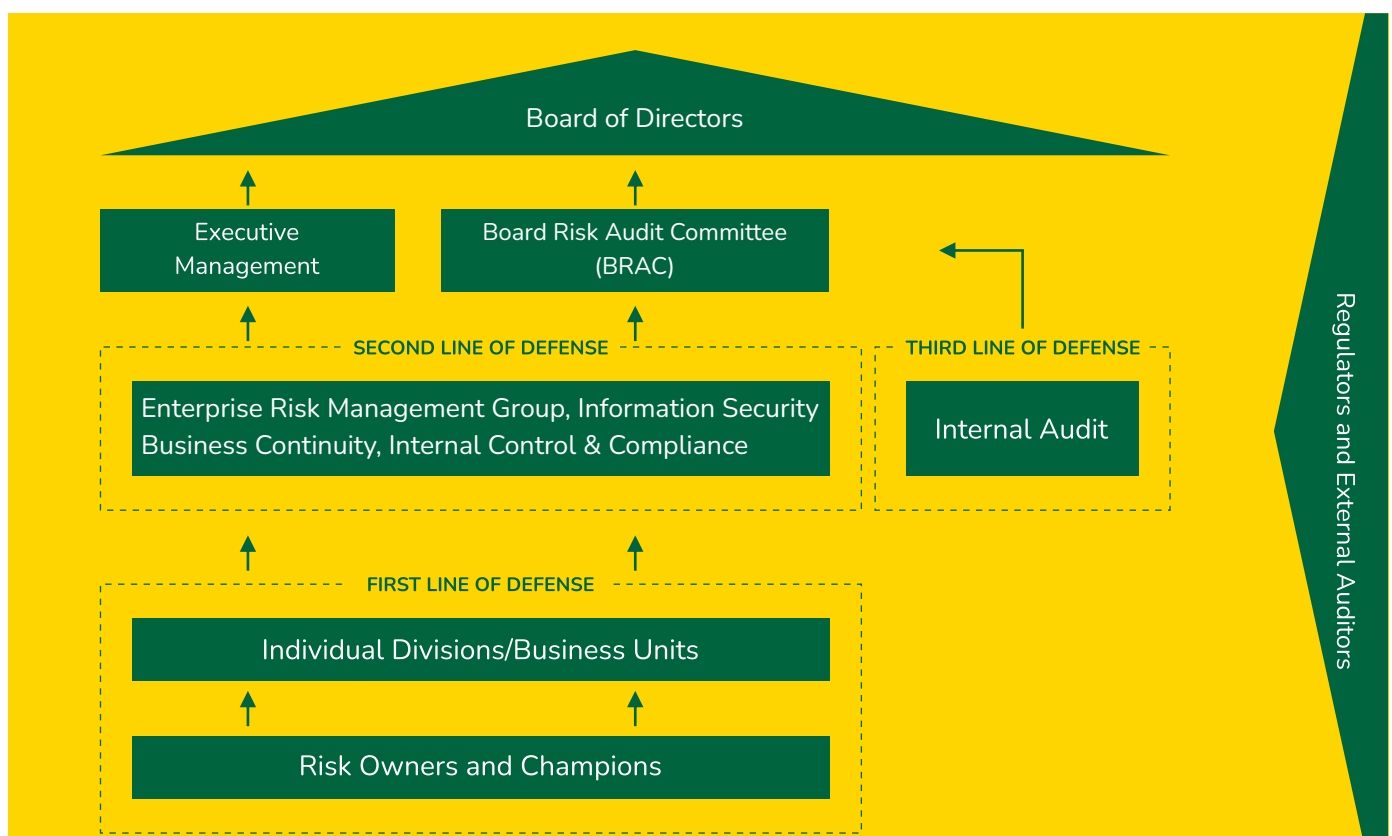 Board of Directors
Executive
Management
Board Risk Audit Committee
(BRAC)
SECOND LINE OF DEFENSE
Enterprise Risk Management Group, Information Security
Business Continuity, Internal Control & Compliance
THIRD LINE OF DEFENSE
Internal Audit
FIRST LINE OF DEFENSE
Individual Divisions/Business Units
Risk Owners and Champions
Regulators and External Auditors